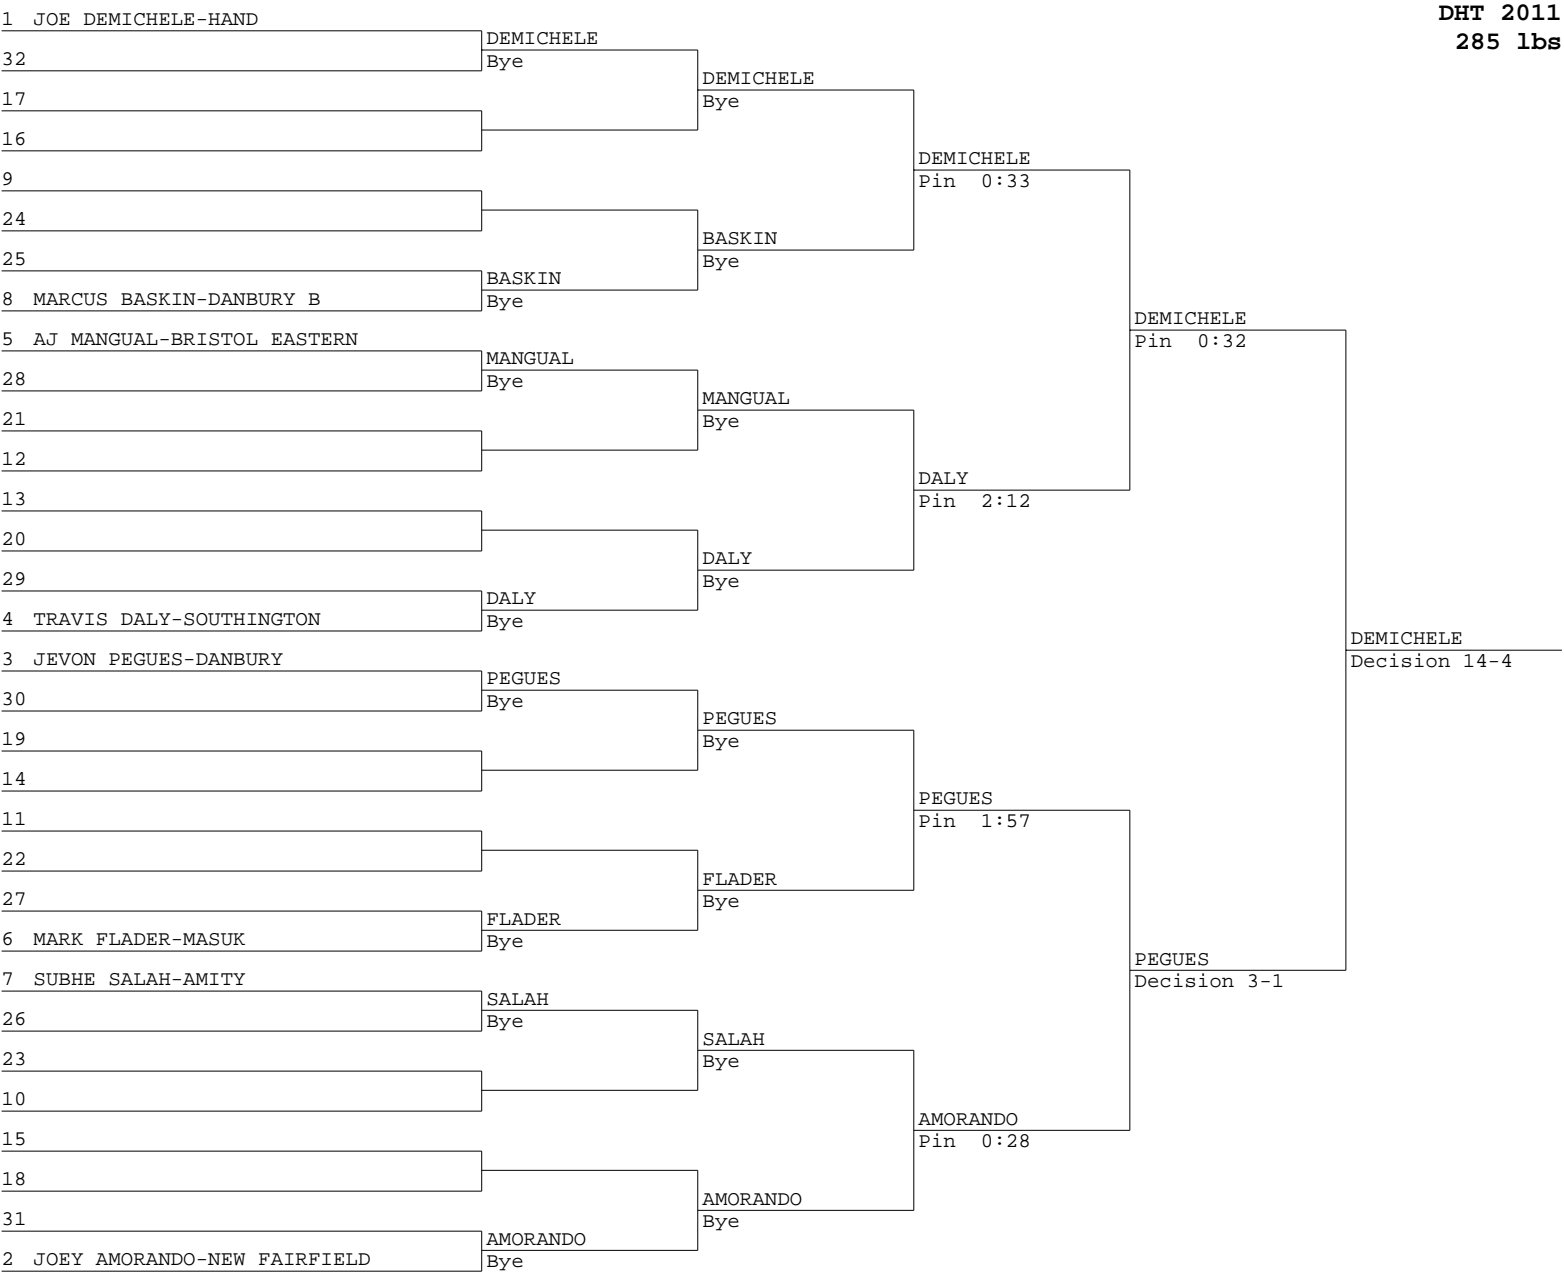 DHT 2011
285 lbs
1 JOE DEMICHELE-HAND
32
17
16
9
24
25
8 MARCUS BASKIN-DANBURY B
5 AJ MANGUAL-BRISTOL EASTERN
28
21
12
13
20
29
4 TRAVIS DALY-SOUTHINGTON
3 JEVON PEGUES-DANBURY
30
19
14
11
22
27
6 MARK FLADER-MASUK
7 SUBHE SALAH-AMITY
26
23
10
15
18
31
2 JOEY AMORANDO-NEW FAIRFIELD
DEMICHELE
Bye
BASKIN
Bye
MANGUAL
Bye
DALY
Bye
PEGUES
Bye
FLADER
Bye
SALAH
Bye
AMORANDO
Bye
DEMICHELE
Bye
BASKIN
Bye
MANGUAL
Bye
DALY
Bye
PEGUES
Bye
FLADER
Bye
SALAH
Bye
AMORANDO
Bye
DEMICHELE
Pin 0:33
DALY
Pin 2:12
PEGUES
Pin 1:57
AMORANDO
Pin 0:28
DEMICHELE
Pin 0:32
PEGUES
Decision 3-1
DEMICHELE
Decision 14-4